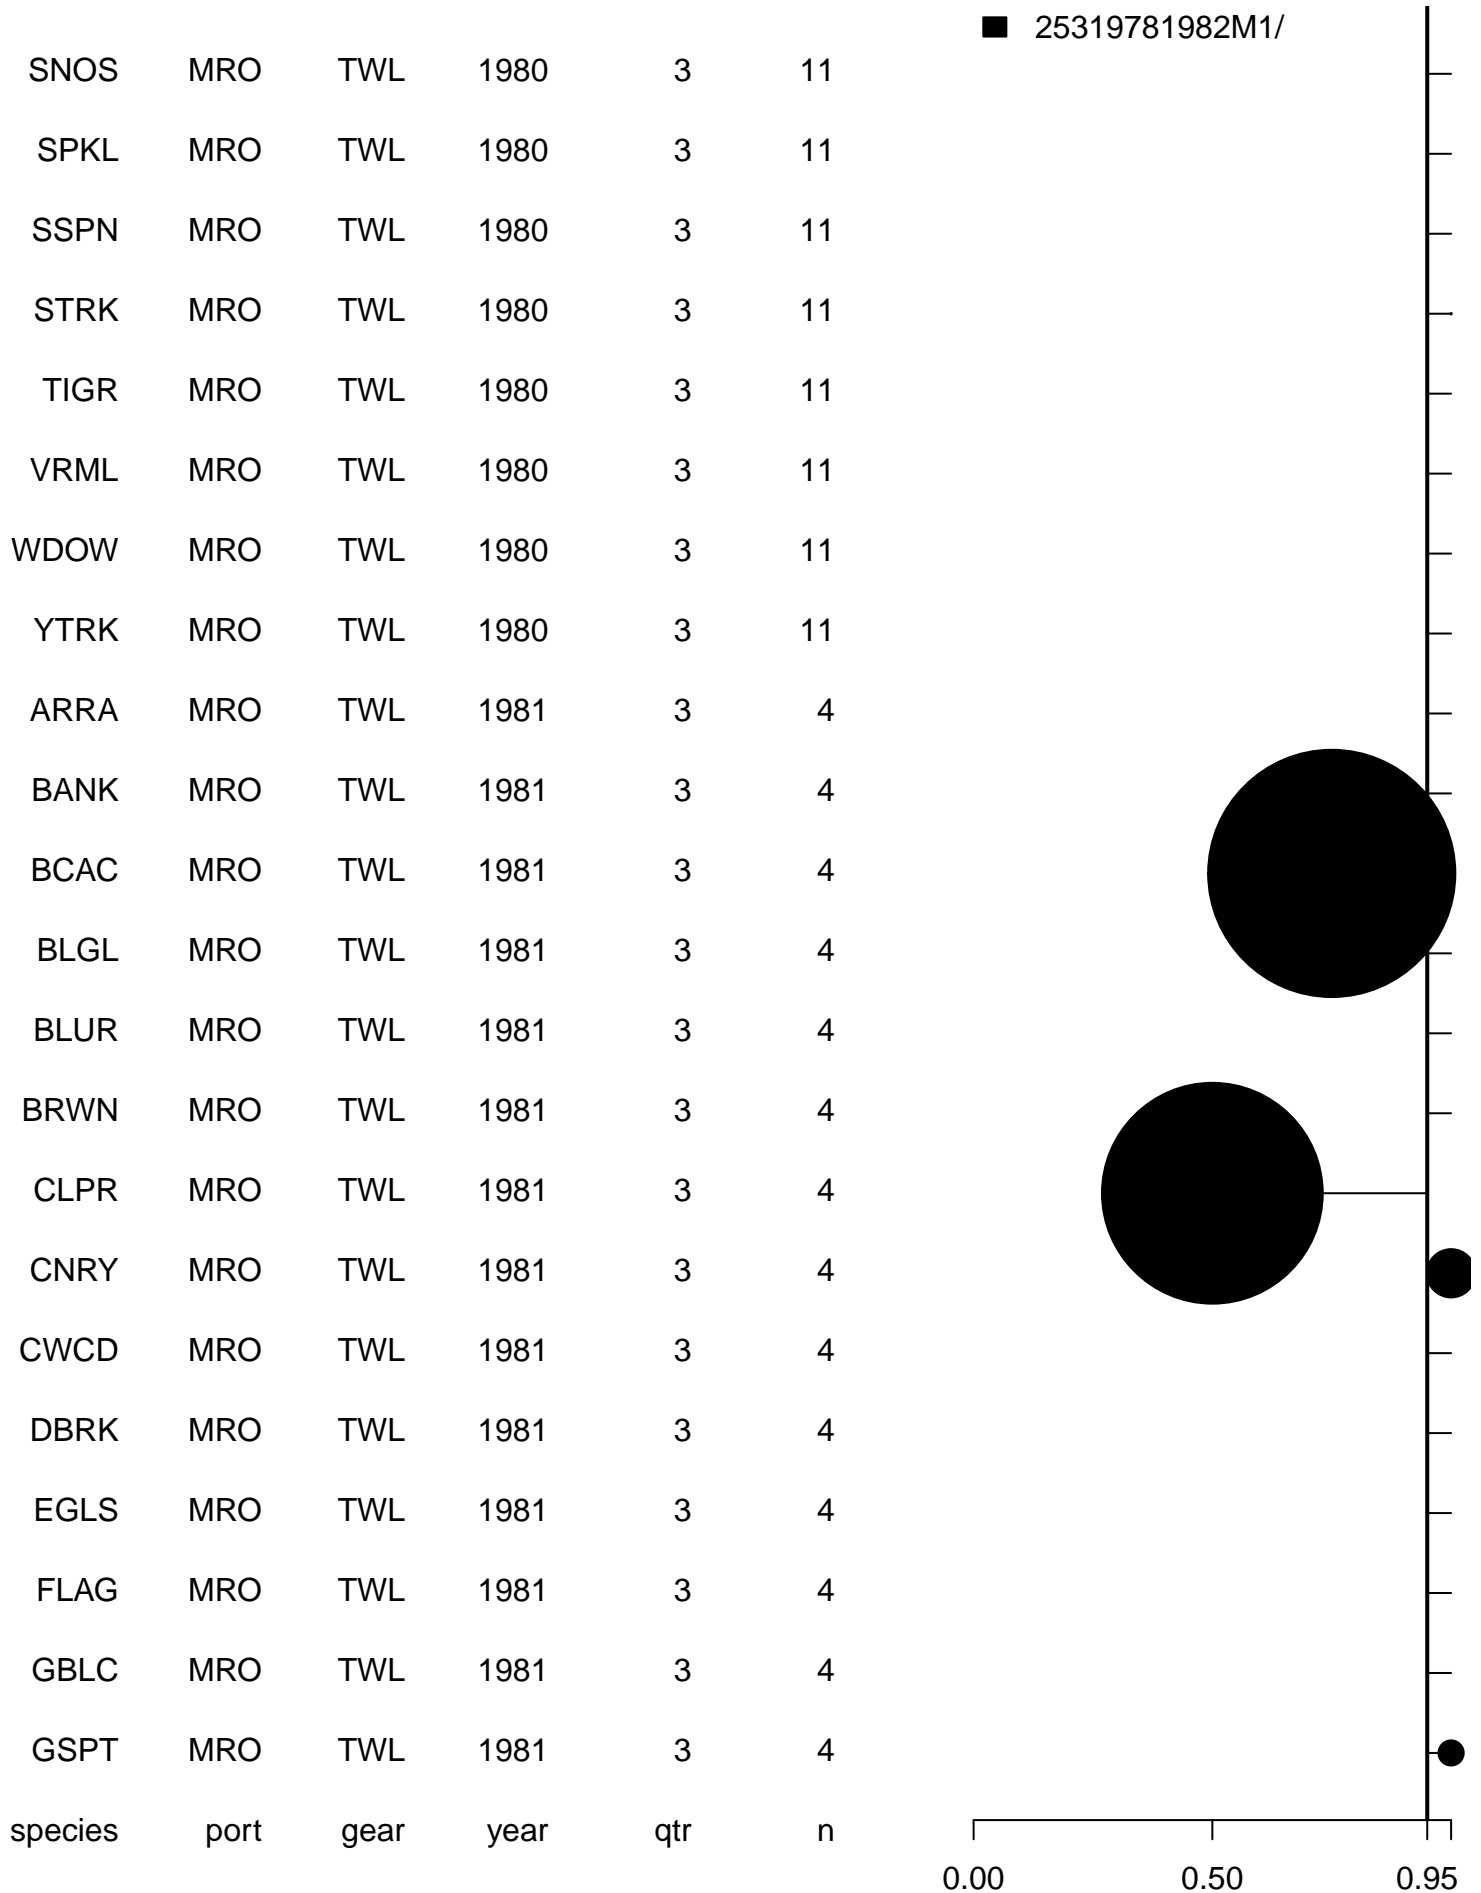 25319781982M1/
SNOS MRO TWL 1980 3 11
SPKL MRO TWL 1980 3 11
SSPN MRO TWL 1980 3 11
STRK MRO TWL 1980 3 11
TIGR MRO TWL 1980 3 11
VRML MRO TWL 1980 3 11
WDOW MRO TWL 1980 3 11
YTRK MRO TWL 1980 3 11
ARRA MRO TWL 1981 3 4
BANK MRO TWL 1981 3 4
BCAC MRO TWL 1981 3 4
BLGL MRO TWL 1981 3 4
BLUR MRO TWL 1981 3 4
BRWN MRO TWL 1981 3 4
CLPR MRO TWL 1981 3 4
CNRY MRO TWL 1981 3 4
CWCD MRO TWL 1981 3 4
DBRK MRO TWL 1981 3 4
EGLS MRO TWL 1981 3 4
FLAG MRO TWL 1981 3 4
GBLC MRO TWL 1981 3 4
GSPT MRO TWL 1981 3 4
species port gear year qtr n
0.00 0.50 0.95